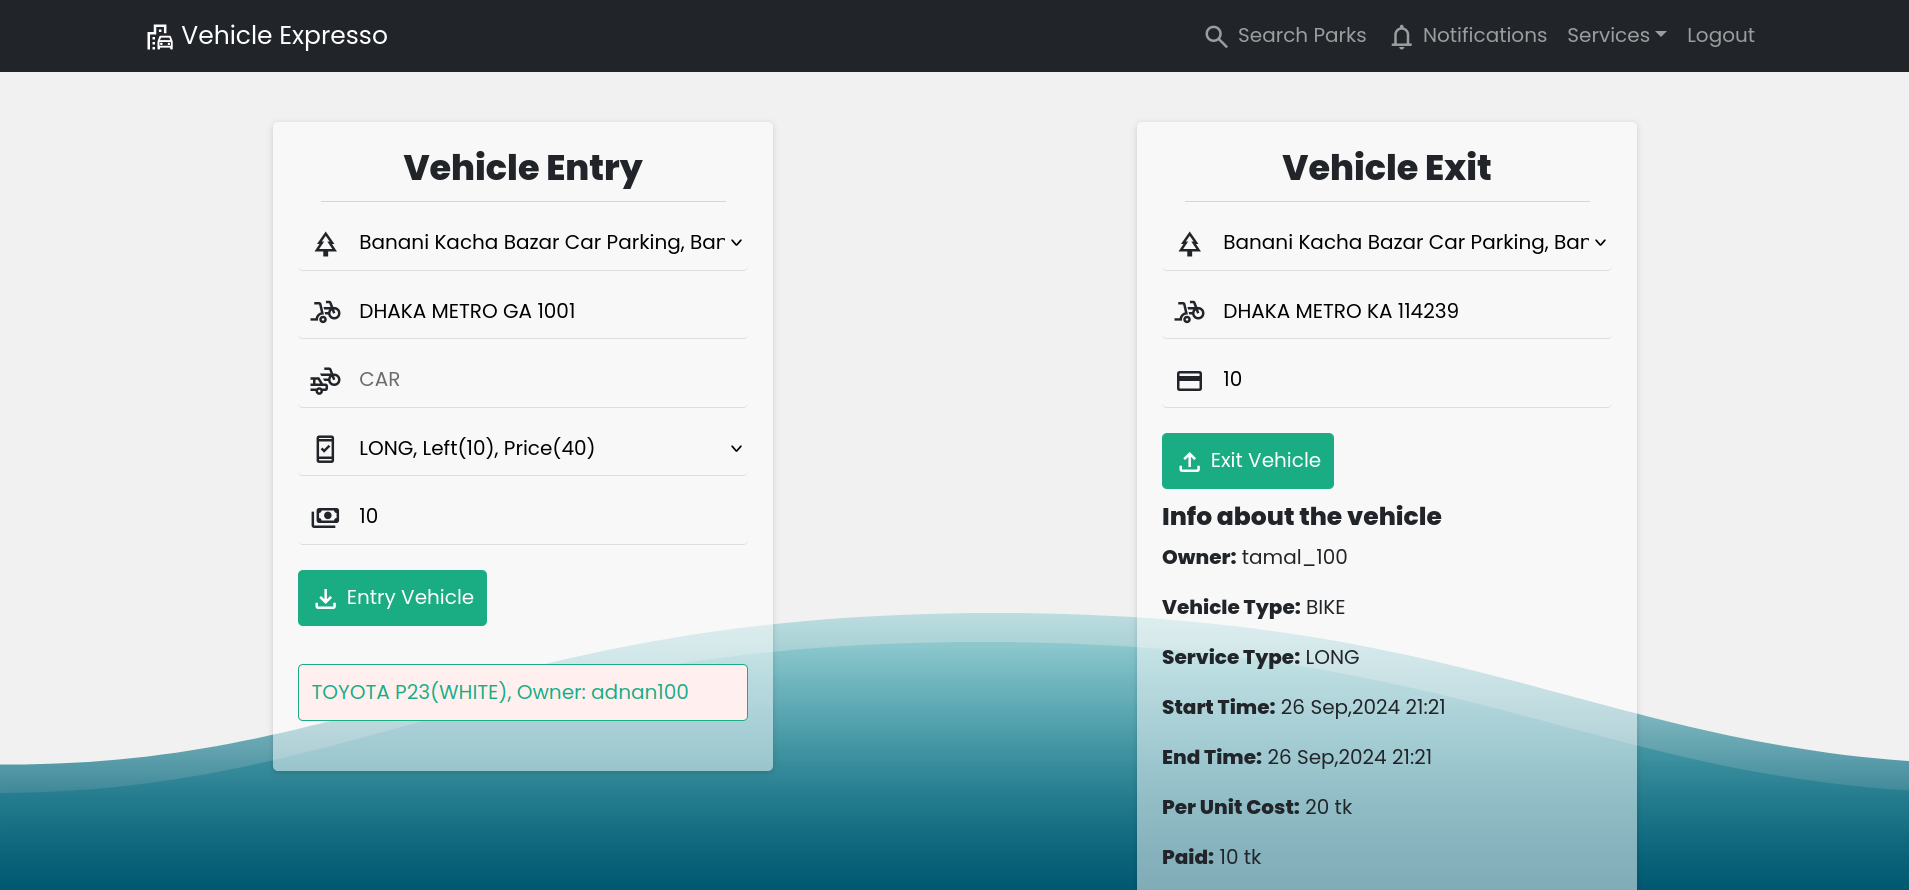 Vehicle Expresso
Search Parks
Notifications
Services
Logout
Vehicle Entry
Banani Kacha Bazar Car Parking, Ban
DHAKA METRO GA 1001
CAR
LONG, Left(10), Price(40)
10
Entry Vehicle
TOYOTA P23(WHITE), Owner: adnan100
Vehicle Exit
Banani Kacha Bazar Car Parking, Ban
DHAKA METRO KA 114239
10
Exit Vehicle
Info about the vehicle
Owner: tamal_100
Vehicle Type: BIKE
Service Type: LONG
Start Time: 26 Sep,2024 21:21
End Time: 26 Sep,2024 21:21
Per Unit Cost: 20 tk
Paid: 10 tk